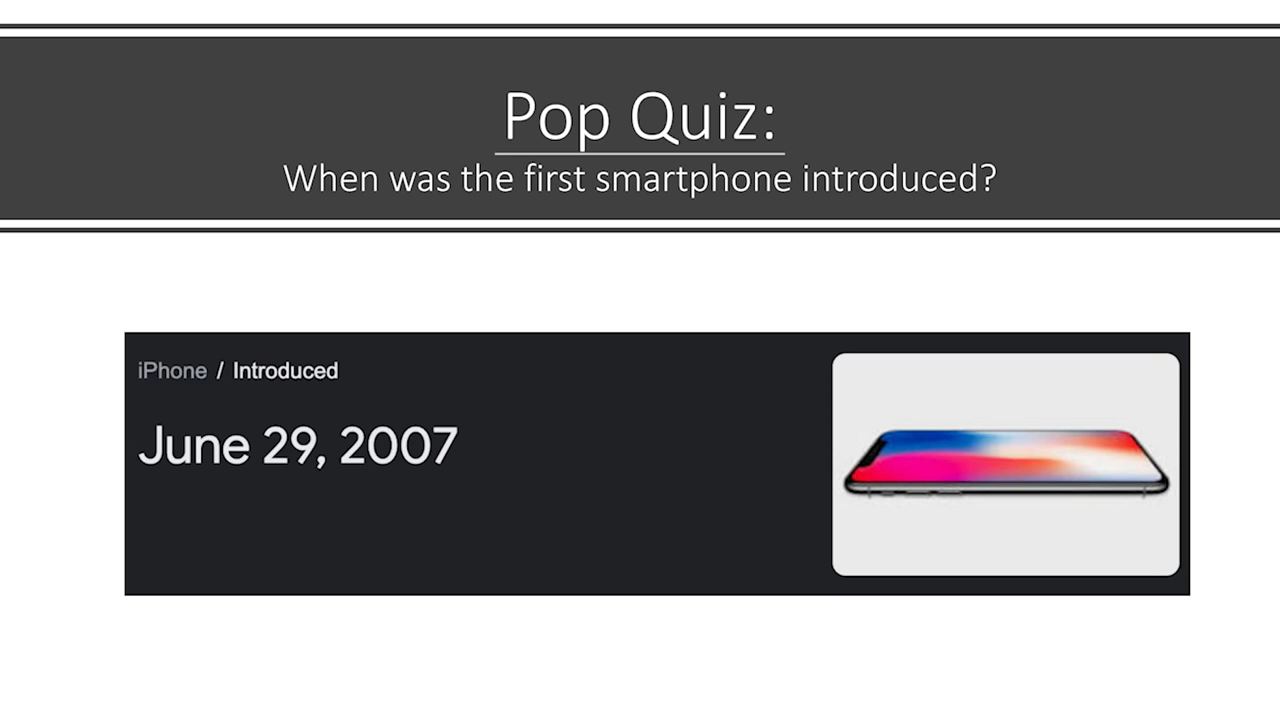 Pop Quiz:
When was the first smartphone introduced?
iPhone / Introduced
June 29, 2007